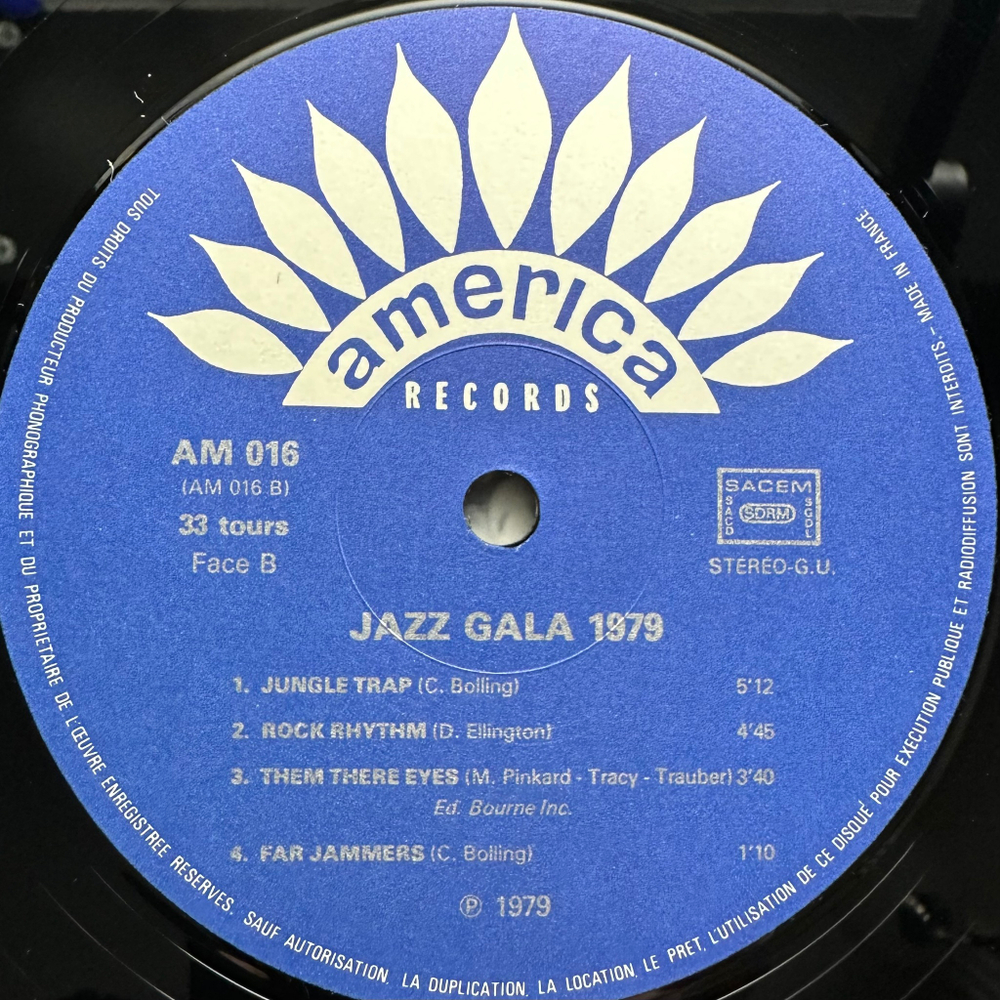 america
RECORDS
AM 016
(AM 016 B)
33 tours
Face B
SACEM
SACD
SDRM
SGDL
STÉRÉO-G.U.
JAZZ GALA 1979
1. JUNGLE TRAP (C. Bolling) 5'12
2. ROCK RHYTHM (D. Ellington) 4'45
3. THEM THERE EYES (M. Pinkard - Tracy - Trauber) 3'40
Ed. Bourne Inc.
4. FAR JAMMERS (C. Bolling) 1'10
℗ 1979
TOUS DROITS DU PRODUCTEUR PHONOGRAPHIQUE ET DU PROPRIETAIRE DE L'ŒUVRE ENREGISTREE RESERVES. SAUF AUTORISATION, LA DUPLICATION, LA LOCATION, LE PRET, L'UTILISATION DE CE DISQUE POUR EXECUTION PUBLIQUE ET RADIODIFFUSION SONT INTERDITS. - MADE IN FRANCE